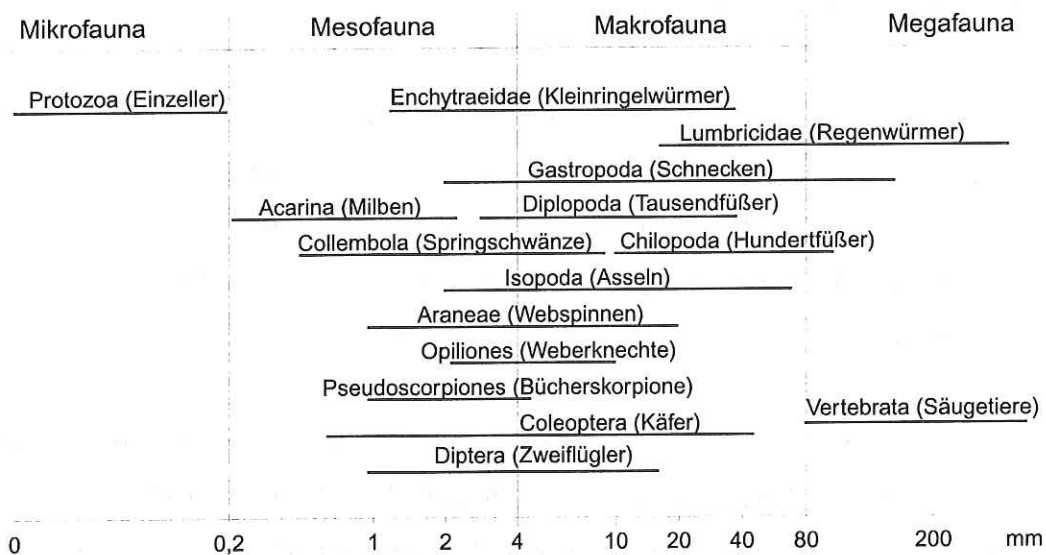 Mikrofauna Mesofauna Makrofauna Megafauna
Protozoa (Einzeller) Enchytraeidae (Kleinringelwürmer)
Lumbricidae (Regenwürmer)
Gastropoda (Schnecken)
Acarina (Milben) Diplopoda (Tausendfüßer)
Collembola (Springschwänze) Chilopoda (Hundertfüßer)
Isopoda (Asseln)
Araneae (Webspinnen)
Opiliones (Weberknechte)
Pseudoscorpiones (Bücherskorpione)
Vertebrata (Säugetiere)
Coleoptera (Käfer)
Diptera (Zweiflügler)
0 0,2 1 2 4 10 20 40 80 200 mm